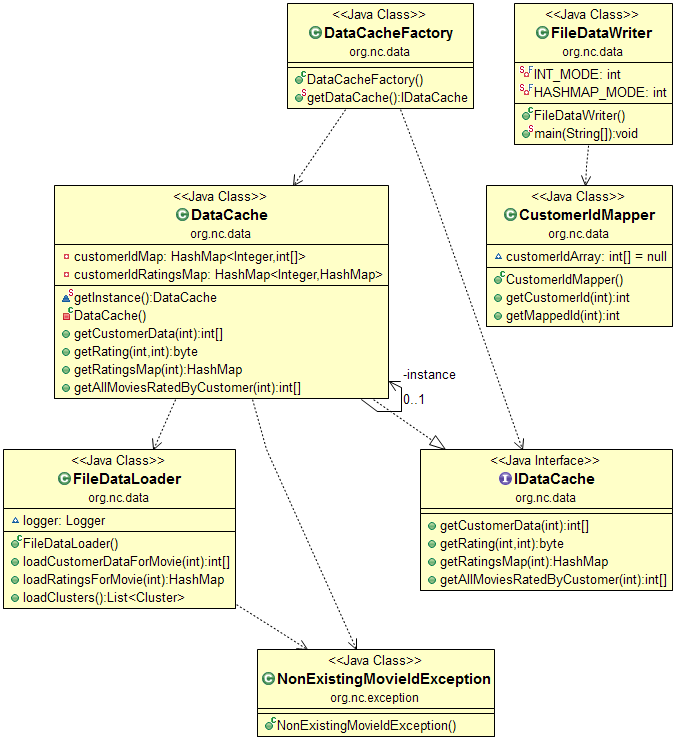 <<Java Class>>
DataCacheFactory
org.nc.data
DataCacheFactory()
getDataCache():IDataCache
<<Java Class>>
FileDataWriter
org.nc.data
INT_MODE: int
HASHMAP_MODE: int
FileDataWriter()
main(String[]):void
<<Java Class>>
DataCache
org.nc.data
customerIdMap: HashMap<Integer,int[]>
customerIdRatingsMap: HashMap<Integer,HashMap>
getInstance():DataCache
DataCache()
getCustomerData(int):int[]
getRating(int,int):byte
getRatingsMap(int):HashMap
getAllMoviesRatedByCustomer(int):int[]
<<Java Class>>
CustomerIdMapper
org.nc.data
customerIdArray: int[] = null
CustomerIdMapper()
getCustomerId(int):int
getMappedId(int):int
-instance
0..1
<<Java Class>>
FileDataLoader
org.nc.data
logger: Logger
FileDataLoader()
loadCustomerDataForMovie(int):int[]
loadRatingsForMovie(int):HashMap
loadClusters():List<Cluster>
<<Java Interface>>
IDataCache
org.nc.data
getCustomerData(int):int[]
getRating(int,int):byte
getRatingsMap(int):HashMap
getAllMoviesRatedByCustomer(int):int[]
<<Java Class>>
NonExistingMovieIdException
org.nc.exception
NonExistingMovieIdException()